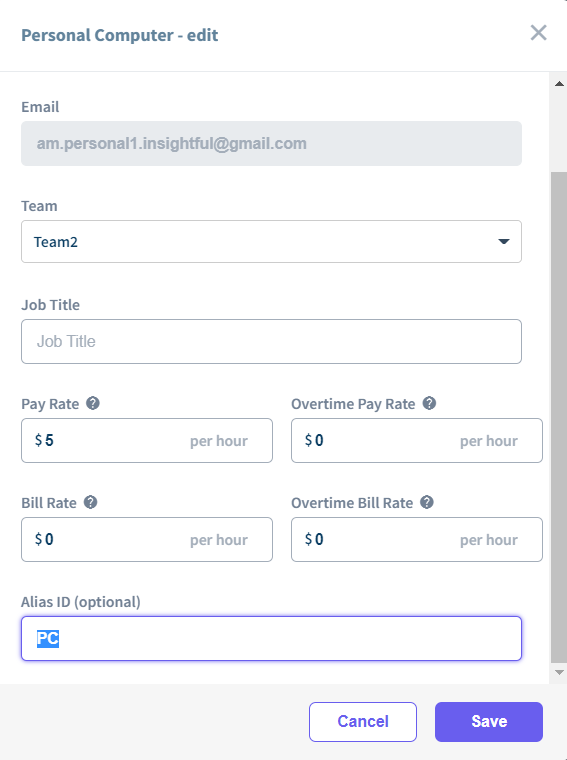 Personal Computer - edit
Email
am.personal1.insightful@gmail.com
Team
Team2
Job Title
Job Title
Pay Rate Overtime Pay Rate
$ 5 per hour $ 0 per hour
Bill Rate Overtime Bill Rate
$ 0 per hour $ 0 per hour
Alias ID (optional)
PC
Cancel Save